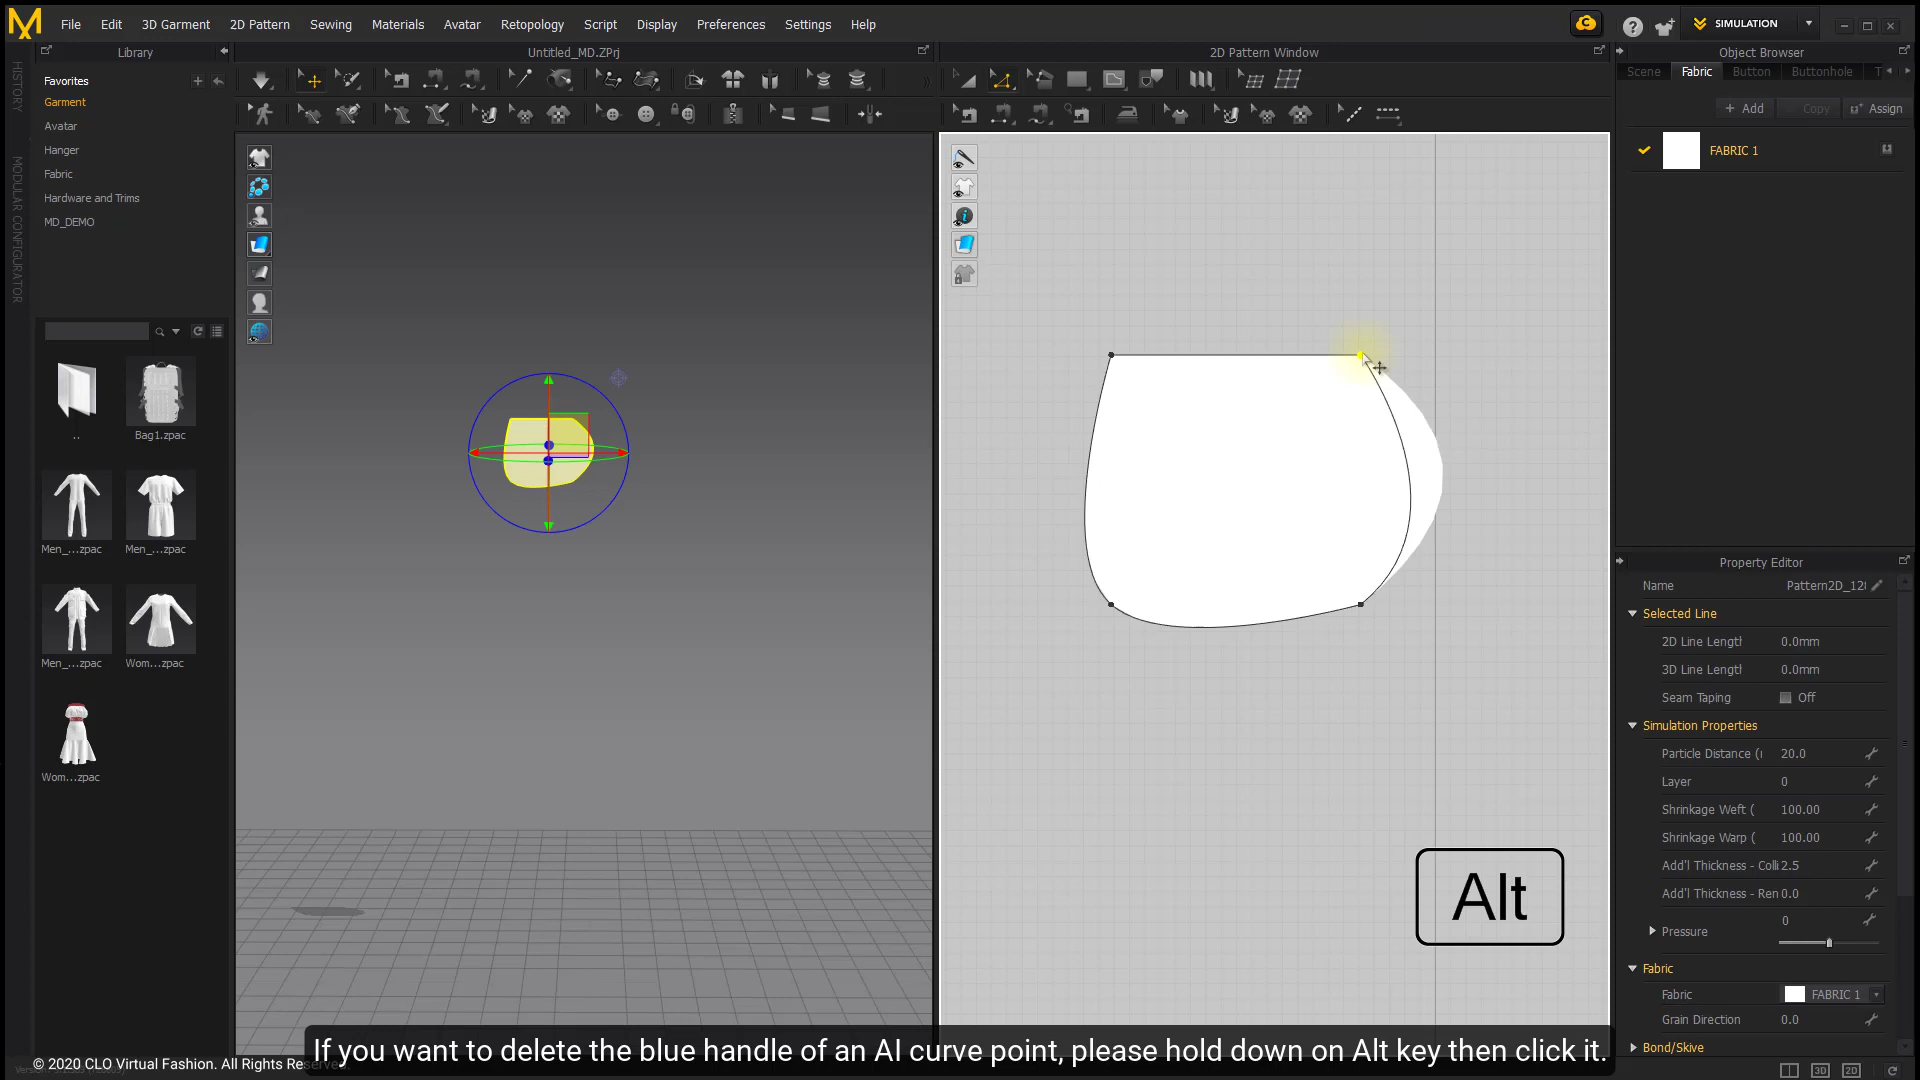 File Edit 3D Garment 2D Pattern Sewing Materials Avatar Retopology Script Display Preferences Settings Help
SIMULATION
Library
Untitled_MD.ZPrj
2D Pattern Window
Object Browser
HISTORY
MODULAR CONFIGURATOR
Favorites
Garment
Avatar
Hanger
Fabric
Hardware and Trims
MD_DEMO
..
Bag1.zpac
Men_...zpac
Men_...zpac
Men_...zpac
Wom...zpac
Wom...zpac
Scene Fabric Button Buttonhole T
+ Add Copy Assign
FABRIC 1
Property Editor
Name Pattern2D_12
Selected Line
2D Line Length 0.0mm
3D Line Length 0.0mm
Seam Taping Off
Simulation Properties
Particle Distance ( 20.0
Layer 0
Shrinkage Weft ( 100.00
Shrinkage Warp ( 100.00
Add'l Thickness - Colli 2.5
Add'l Thickness - Ren 0.0
Pressure 0
Fabric
Fabric FABRIC 1
Grain Direction 0.0
Bond/Skive
3D 2D
Alt
If you want to delete the blue handle of an AI curve point, please hold down on Alt key then click it.
© 2020 CLO Virtual Fashion. All Rights Reserved.